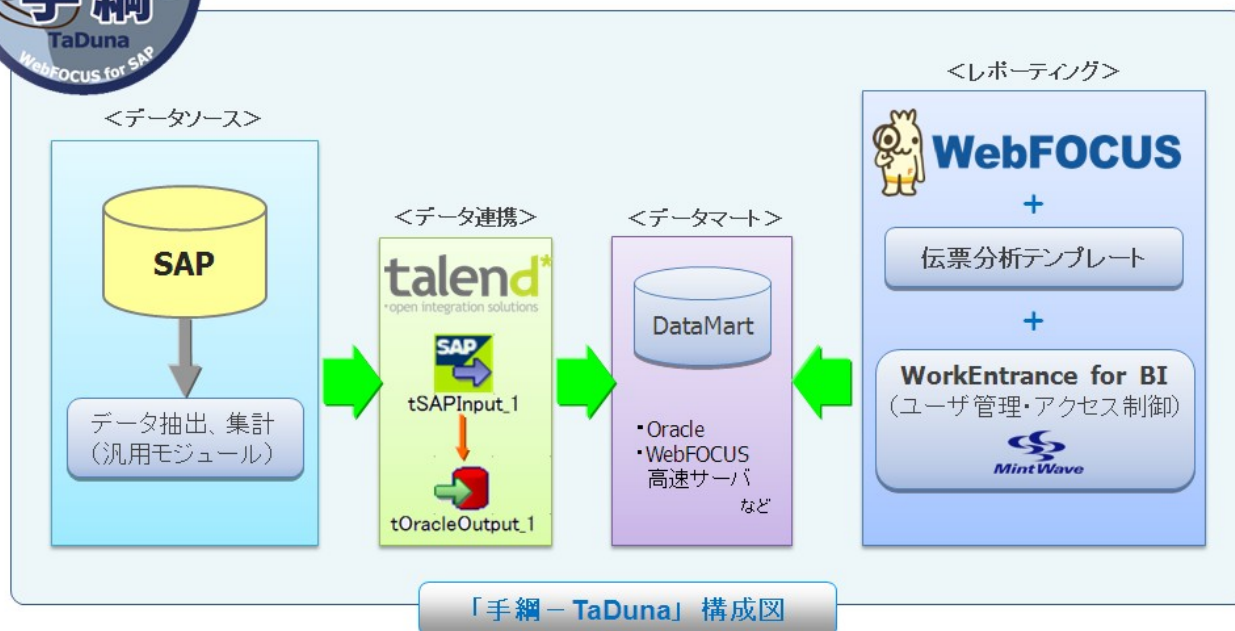 手綱
TaDuna
WebFOCUS for SAP
＜データソース＞
SAP
データ抽出、集計
（汎用モジュール）
＜データ連携＞
talend*
•open integration solutions
SAP
tSAPInput_1
tOracleOutput_1
＜データマート＞
DataMart
・Oracle
・WebFOCUS
高速サーバ
など
＜レポーティング＞
WebFOCUS
+
伝票分析テンプレート
+
WorkEntrance for BI
（ユーザ管理・アクセス制御）
MintWave
「手綱－TaDuna」構成図